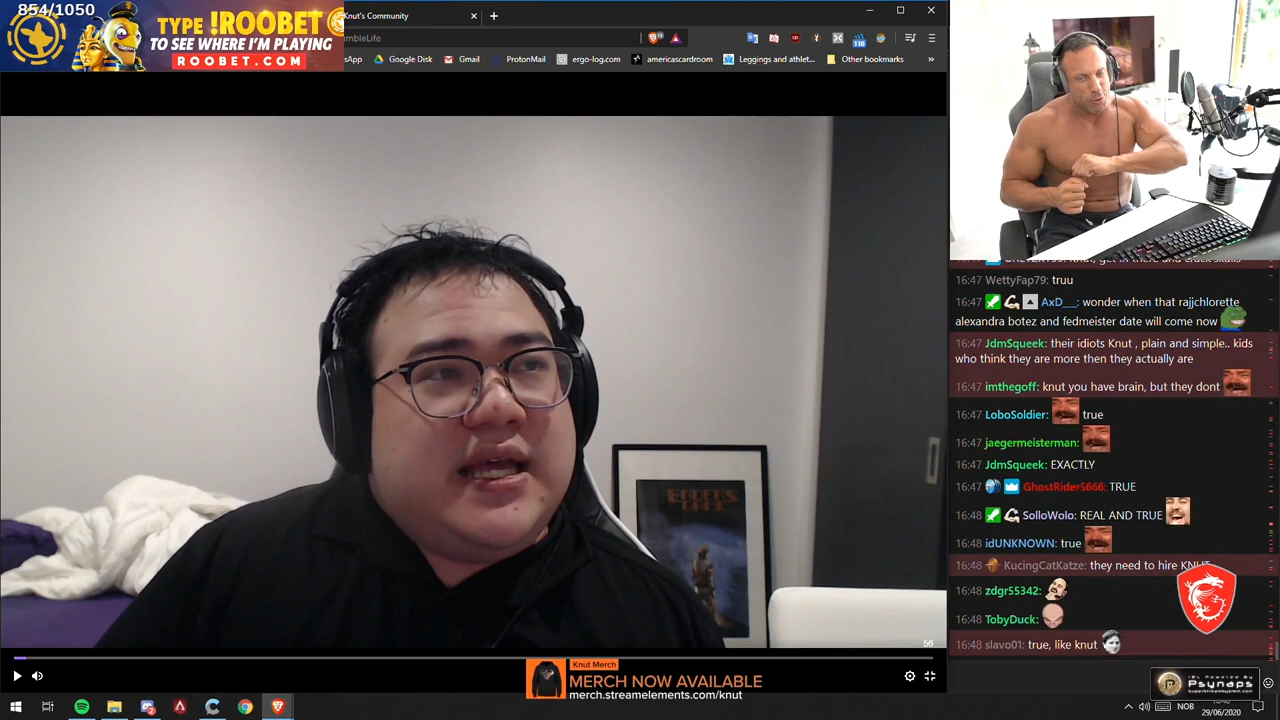 854/1050
TYPE !ROOBET
TO SEE WHERE I'M PLAYING
ROOBET.COM
Knut's Community
mbleLife
sApp
Google Disk
Gmail
ProtonMail
ergo-log.com
americascardroom
Leggings and athlet...
Other bookmarks
110
WettyFap79: truu
16:47 AxD___: wonder when that rajjchlorette
alexandra botez and fedmeister date will come now
16:47 JdmSqueek: their idiots Knut , plain and simple.. kids
who think they are more then they actually are
16:47 imthegoff: knut you have brain, but they dont
16:47 LoboSoldier: true
16:47 jaegermeisterman:
16:47 JdmSqueek: EXACTLY
16:47 GhostRider5666: TRUE
16:48 SolloWolo: REAL AND TRUE
16:48 idUNKNOWN: true
16:48 KucingCatKatze: they need to hire KNUT
16:48 zdgr55342:
16:48 TobyDuck:
16:48 slavo01: true, like knut
56
Knut Merch
MERCH NOW AVAILABLE
merch.streamelements.com/knut
Psynaps
NOB
29/06/2020